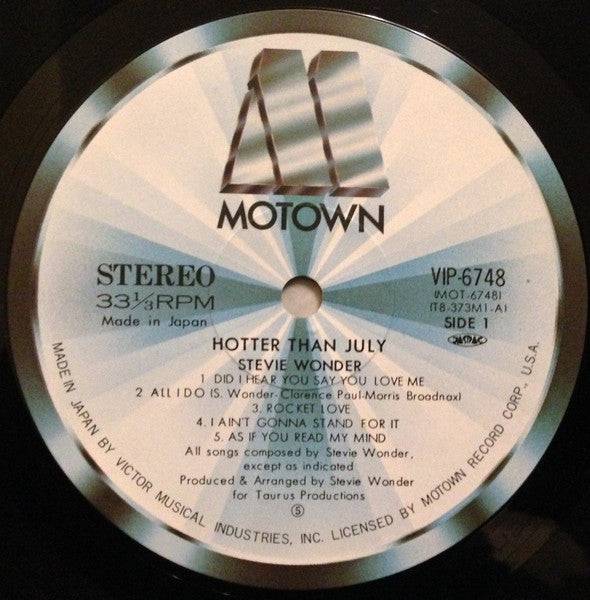 MOTOWN
STEREO
33⅓RPM
Made in Japan
VIP-6748
(MOT-6748)
(T8-373M1-A)
SIDE 1
JASRAC
HOTTER THAN JULY
STEVIE WONDER
1 DID I HEAR YOU SAY YOU LOVE ME
2 ALL I DO (S. Wonder-Clarence Paul-Morris Broadnax)
3. ROCKET LOVE
4. I AIN'T GONNA STAND FOR IT
5. AS IF YOU READ MY MIND
All songs composed by Stevie Wonder,
except as indicated
Produced & Arranged by Stevie Wonder
for Taurus Productions
Ⓢ
MADE IN JAPAN BY VICTOR MUSICAL INDUSTRIES, INC. LICENSED BY MOTOWN RECORD CORP., U.S.A.